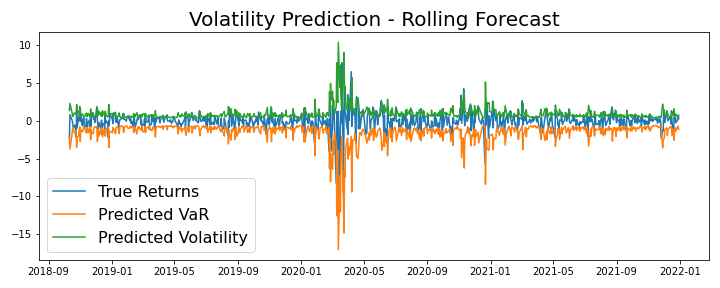 Volatility Prediction - Rolling Forecast
10
5
0
−5
−10
−15
True Returns
Predicted VaR
Predicted Volatility
2018-09 2019-01 2019-05 2019-09 2020-01 2020-05 2020-09 2021-01 2021-05 2021-09 2022-01